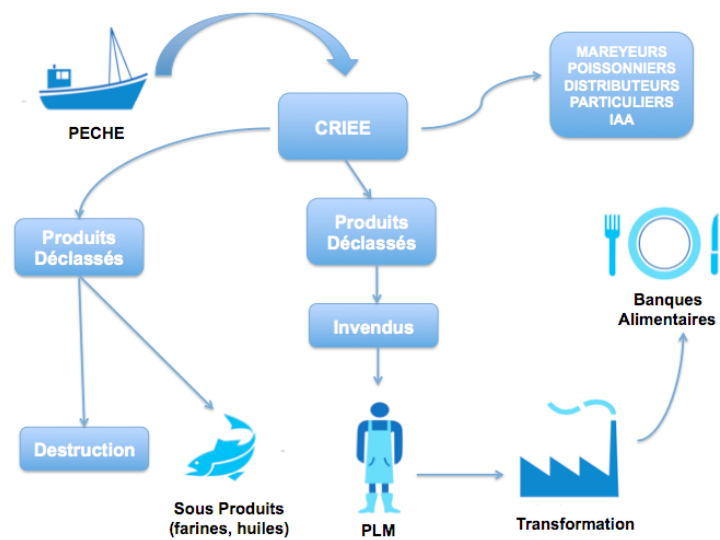 MAREYEURS
POISSONNIERS
DISTRIBUTEURS
PARTICULIERS
IAA
PECHE
CRIEE
Produits
Déclassés
Produits
Déclassés
Banques
Alimentaires
Invendus
Destruction
Sous Produits
(farines, huiles)
PLM
Transformation